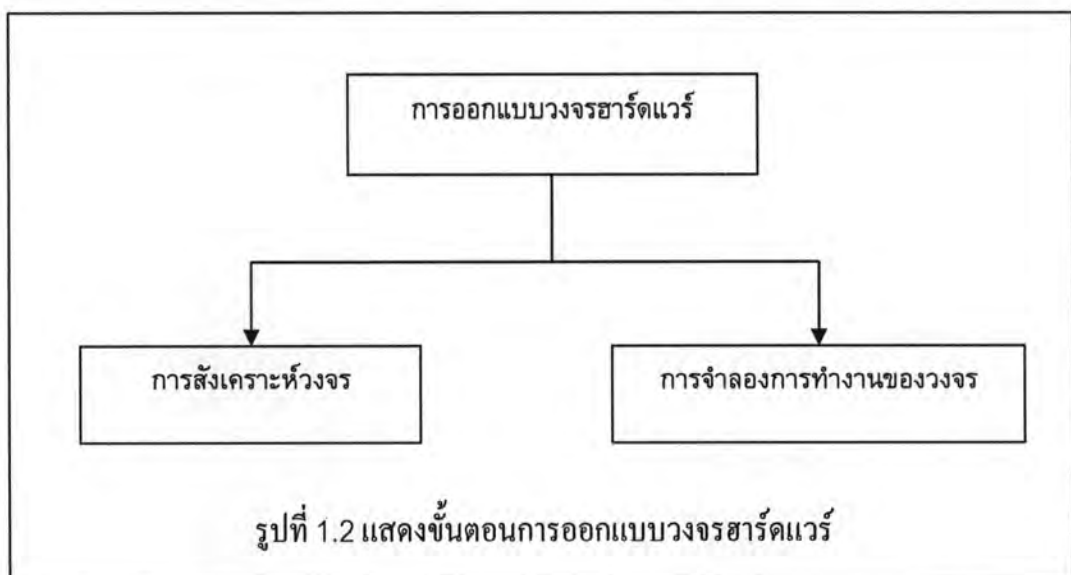 การออกแบบวงจรฮาร์ดแวร์
การสังเคราะห์วงจร
การจำลองการทำงานของวงจร
รูปที่ 1.2 แสดงขั้นตอนการออกแบบวงจรฮาร์ดแวร์